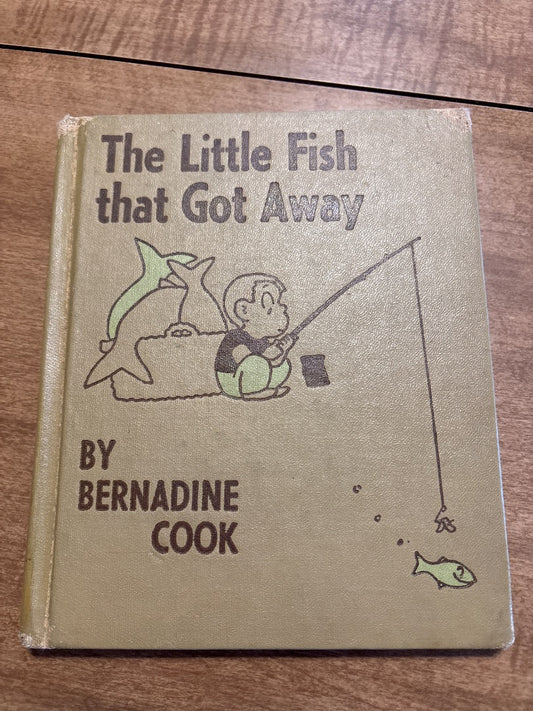 The Little Fish
that Got Away
BY
BERNADINE
COOK